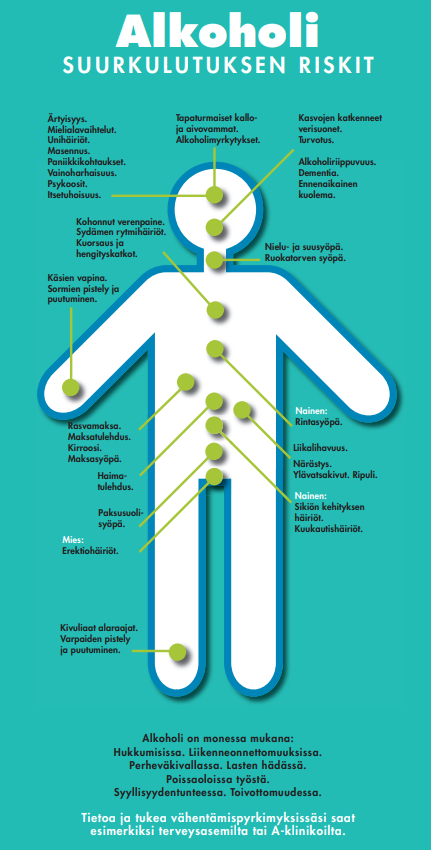 Alkoholi
SUURKULUTUKSEN RISKIT
Ärtyisyys.
Mielialavaihtelut.
Unihäiriöt.
Masennus.
Paniikkikohtaukset.
Vainoharhaisuus.
Psykoosit.
Itsetuhoisuus.
Tapaturmaiset kallo-
ja aivovammat.
Alkoholimyrkytykset.
Kasvojen katkenneet
verisuonet.
Turvotus.
Alkoholiriippuvuus.
Dementia.
Ennenaikainen
kuolema.
Kohonnut verenpaine.
Sydämen rytmihäiriöt.
Kuorsaus ja
hengityskatkot.
Nielu- ja suusyöpä.
Ruokatorven syöpä.
Käsien vapina.
Sormien pistely ja
puutuminen.
Rasvamaksa.
Maksatulehdus.
Kirroosi.
Maksasyöpä.
Haima-
tulehdus.
Paksusuoli-
syöpä.
Mies:
Erektiohäiriöt.
Nainen:
Rintasyöpä.
Liikalihavuus.
Närästys.
Ylävatsakivut. Ripuli.
Nainen:
Sikiön kehityksen
häiriöt.
Kuukautishäiriöt.
Kivuliaat alaraajat.
Varpaiden pistely
ja puutuminen.
Alkoholi on monessa mukana:
Hukkumisissa. Liikenneonnettomuuksissa.
Perheväkivallassa. Lasten hädässä.
Poissaoloissa työstä.
Syyllisyydentunteessa. Toivottomuudessa.
Tietoa ja tukea vähentämispyrkimyksissäsi saat
esimerkiksi terveysasemilta tai A-klinikoilta.